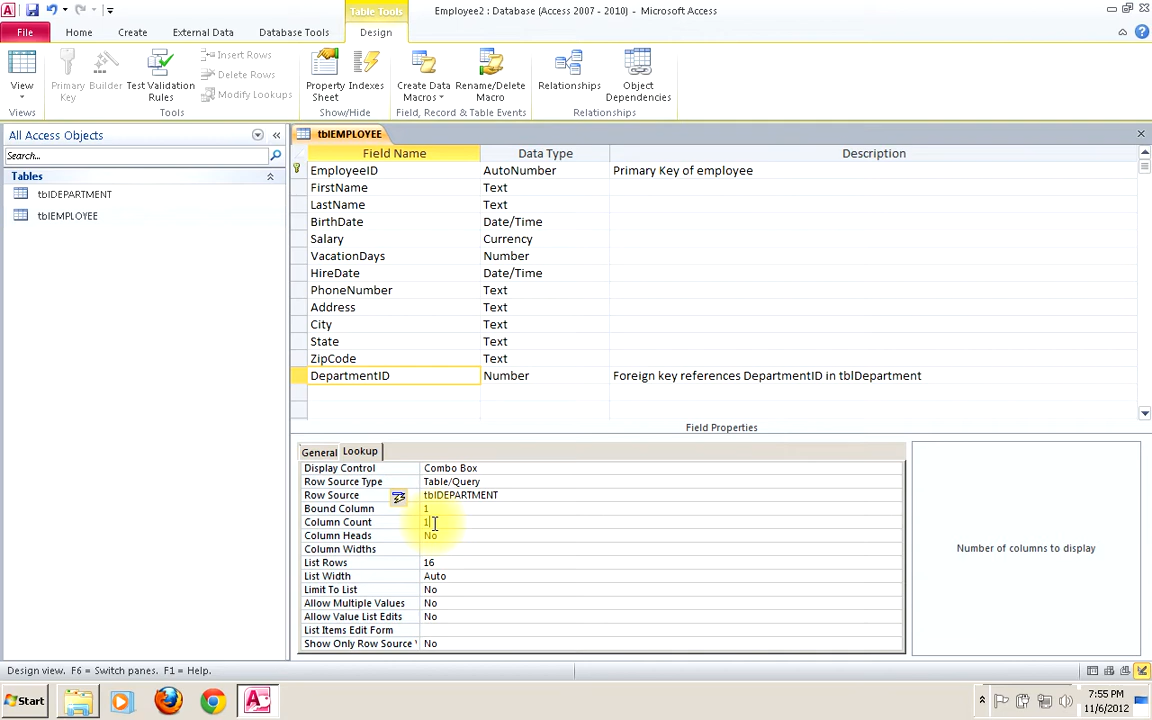 Table Tools
Employee2 : Database (Access 2007 - 2010) - Microsoft Access
File Home Create External Data Database Tools Design
View
Primary Key
Builder
Test Validation Rules
Insert Rows
Delete Rows
Modify Lookups
Property Sheet
Indexes
Create Data Macros
Rename/Delete Macro
Relationships
Object Dependencies
Views Tools Show/Hide Field, Record & Table Events Relationships
All Access Objects
Search...
Tables
tblDEPARTMENT
tblEMPLOYEE
tblEMPLOYEE
Field Name Data Type Description
EmployeeID AutoNumber Primary Key of employee
FirstName Text
LastName Text
BirthDate Date/Time
Salary Currency
VacationDays Number
HireDate Date/Time
PhoneNumber Text
Address Text
City Text
State Text
ZipCode Text
DepartmentID Number Foreign key references DepartmentID in tblDepartment
Field Properties
General Lookup
Display Control Combo Box
Row Source Type Table/Query
Row Source tblDEPARTMENT
Bound Column 1
Column Count 1
Column Heads No
Column Widths
List Rows 16
List Width Auto
Limit To List No
Allow Multiple Values No
Allow Value List Edits No
List Items Edit Form
Show Only Row Source No
Number of columns to display
Design view. F6 = Switch panes. F1 = Help.
Start
7:55 PM
11/6/2012